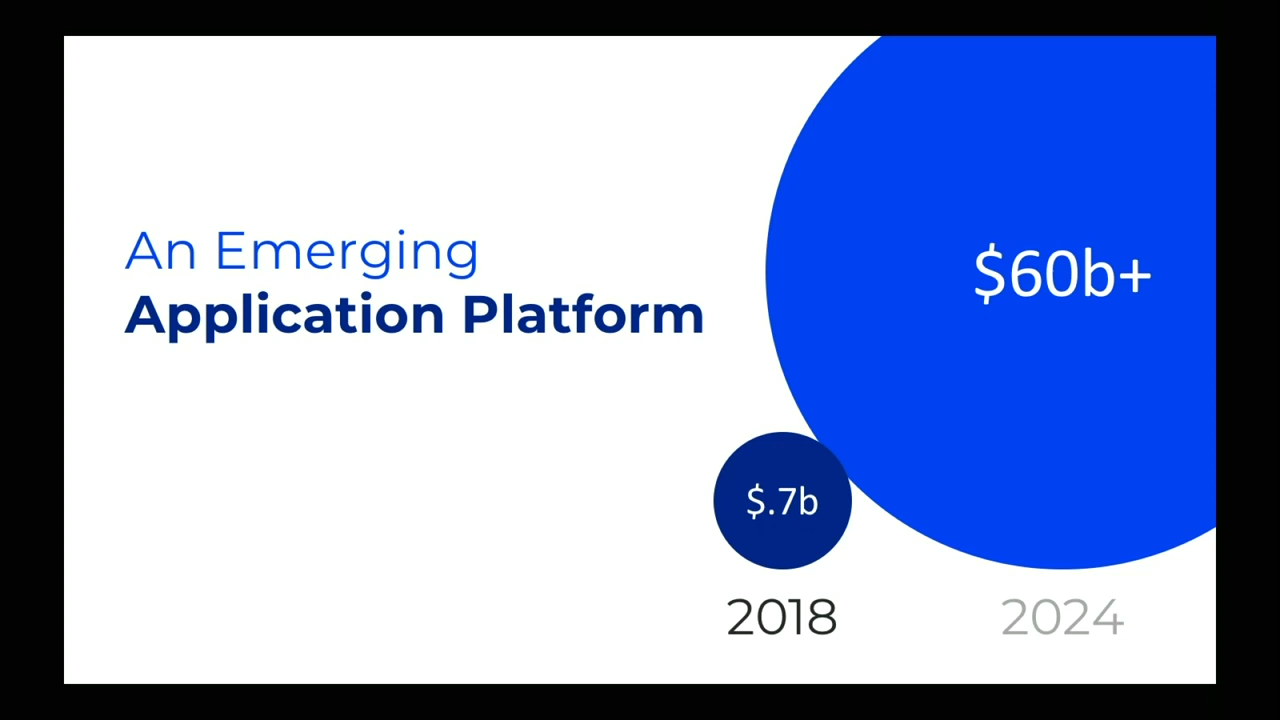 An Emerging
Application Platform
$60b+
$.7b
2018
2024